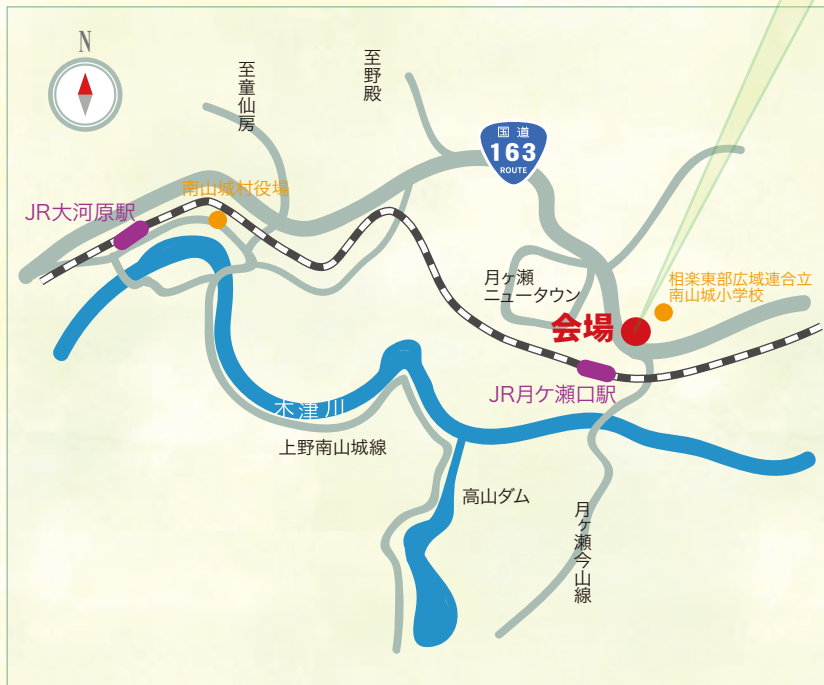 N
至童仙房
至野殿
国道
163
ROUTE
南山城村役場
JR大河原駅
月ヶ瀬
ニュータウン
相楽東部広域連合立
南山城小学校
会場
JR月ケ瀬口駅
木津川
上野南山城線
高山ダム
月ヶ瀬今山線